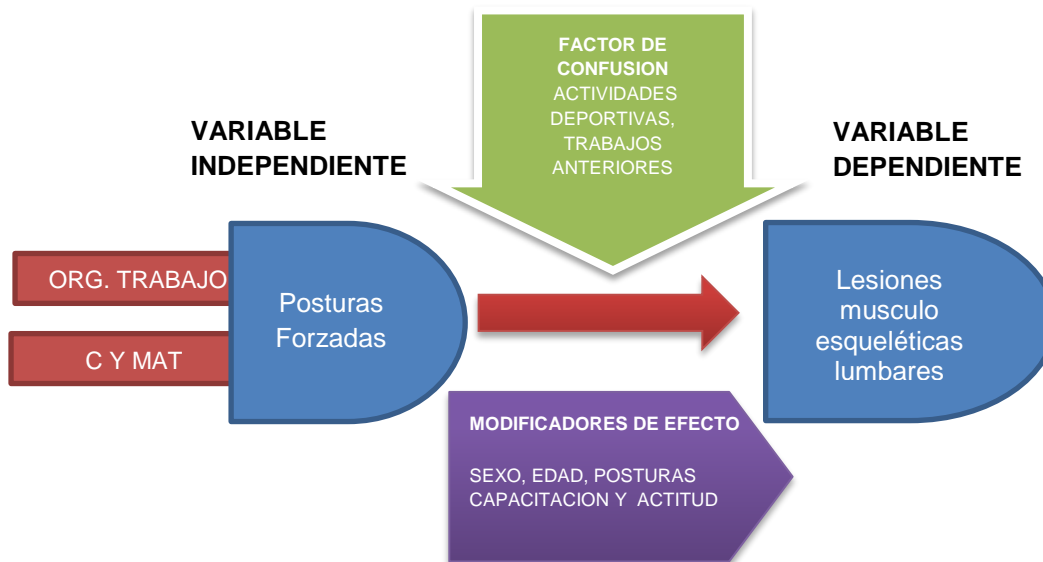 FACTOR DE
CONFUSION
ACTIVIDADES
DEPORTIVAS,
TRABAJOS
ANTERIORES
VARIABLE
INDEPENDIENTE
VARIABLE
DEPENDIENTE
ORG. TRABAJO
C Y MAT
Posturas
Forzadas
Lesiones
musculo
esqueléticas
lumbares
MODIFICADORES DE EFECTO
SEXO, EDAD, POSTURAS
CAPACITACION Y ACTITUD